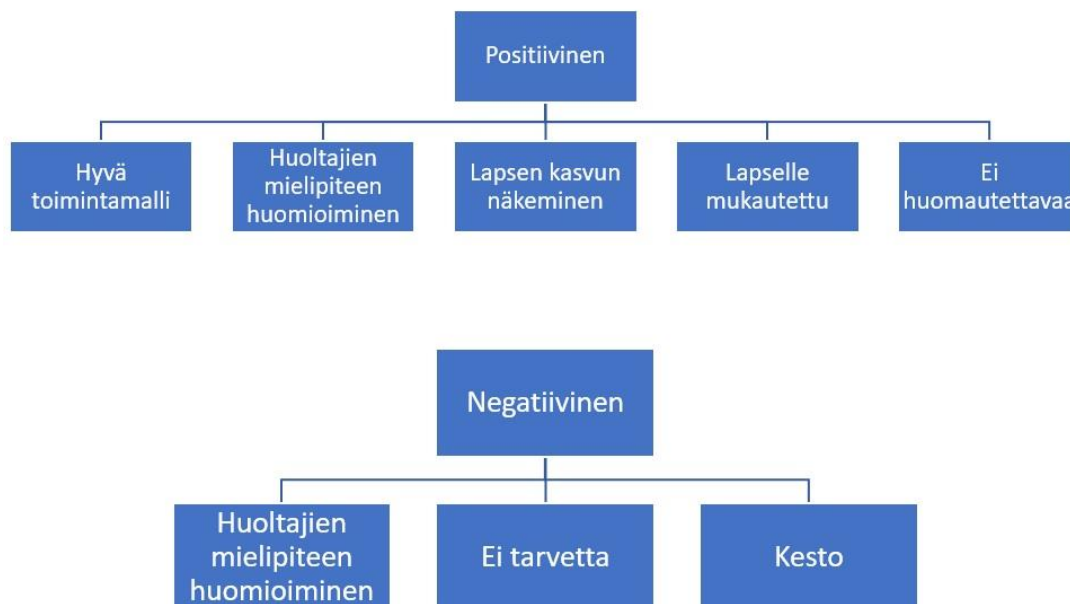 Positiivinen
Hyvä
toimintamalli
Huoltajien
mielipiteen
huomioiminen
Lapsen kasvun
näkeminen
Lapselle
mukautettu
Ei
huomautettavaa
Negatiivinen
Huoltajien
mielipiteen
huomioiminen
Ei tarvetta
Kesto